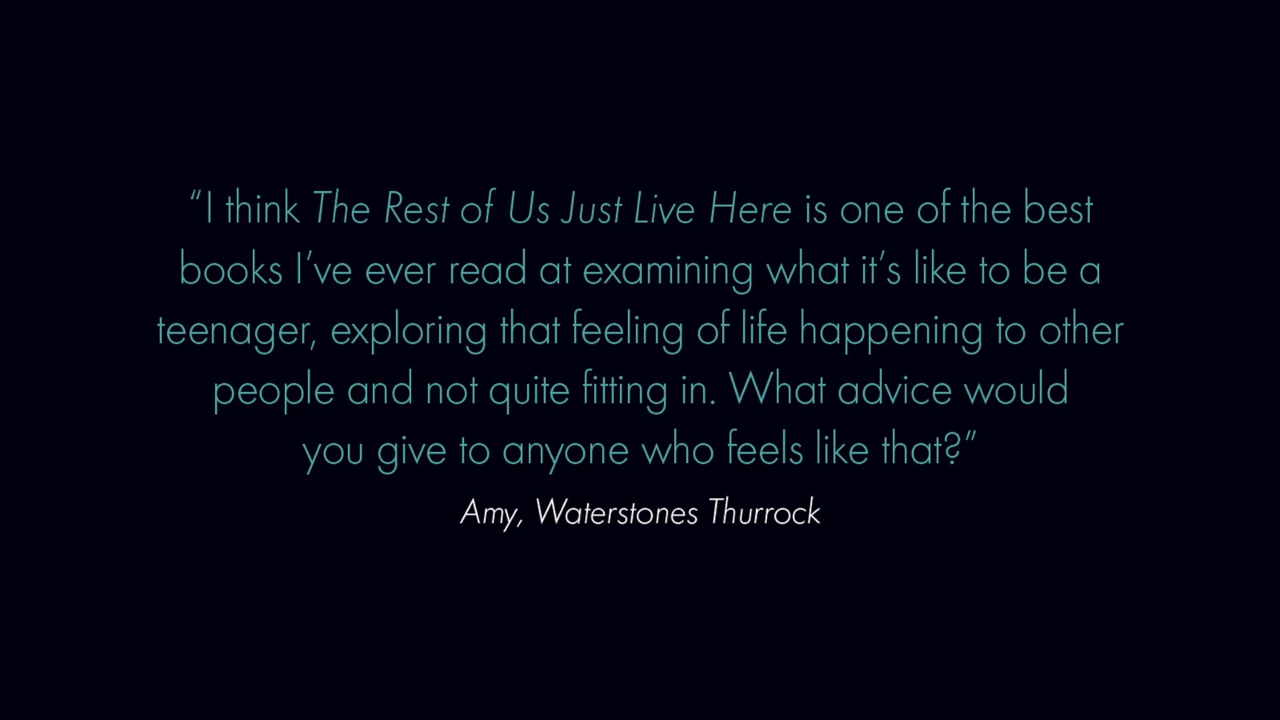 “I think The Rest of Us Just Live Here is one of the best
books I’ve ever read at examining what it’s like to be a
teenager, exploring that feeling of life happening to other
people and not quite fitting in. What advice would
you give to anyone who feels like that?”
Amy, Waterstones Thurrock